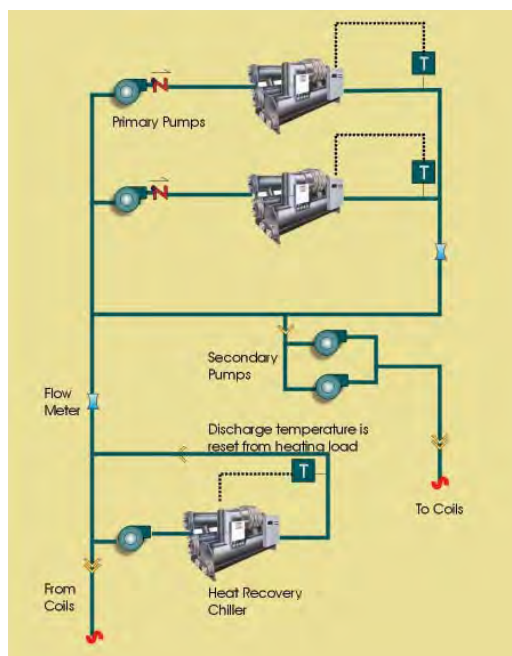 T
Primary Pumps
T
Secondary
Pumps
Flow
Meter
Discharge temperature is
reset from heating load
T
To Coils
From
Coils
Heat Recovery
Chiller